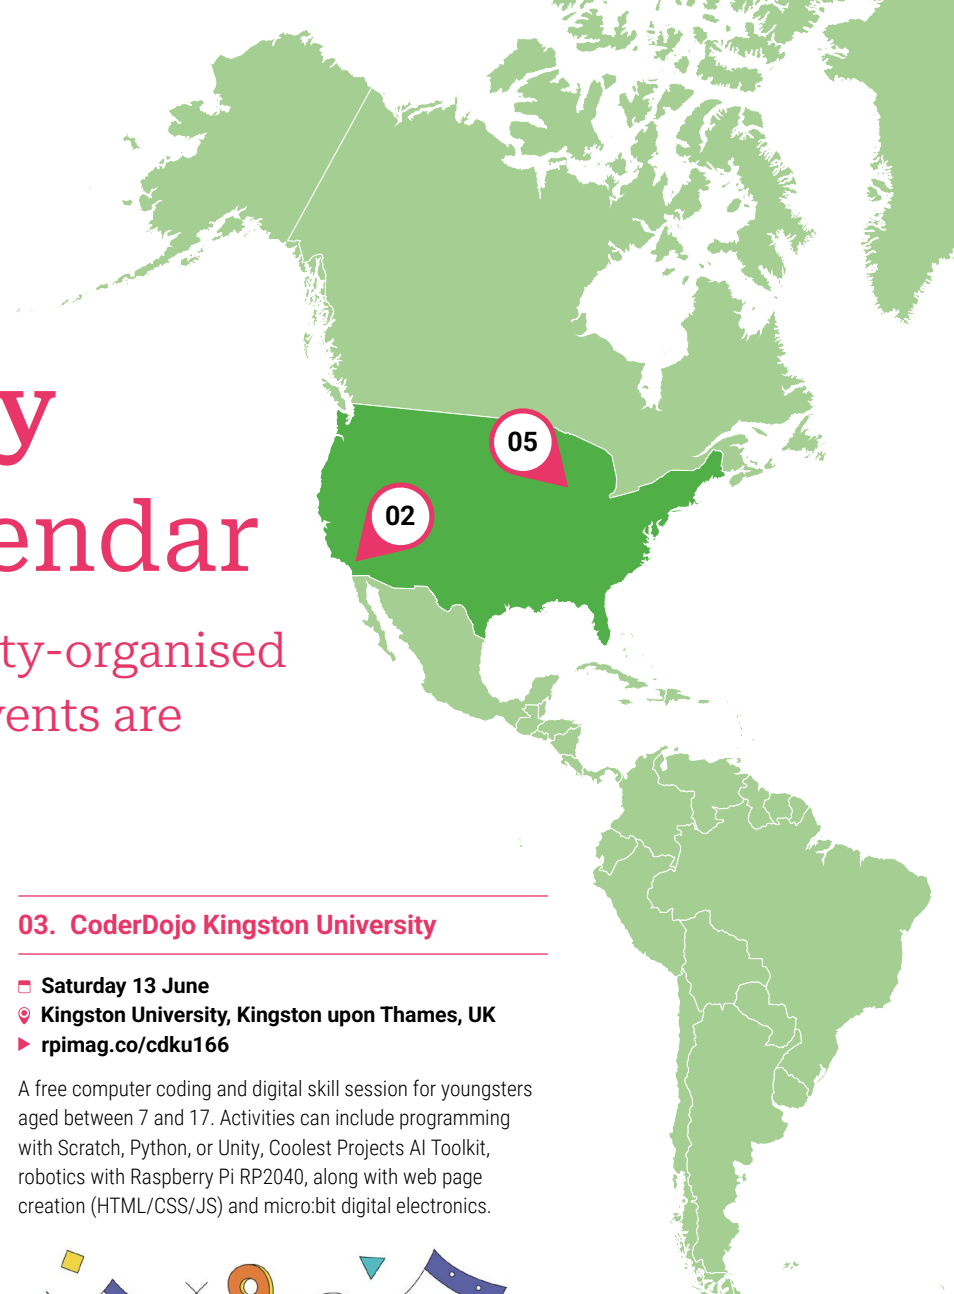 y
endar
ty-organised
vents are
05
02
03. CoderDojo Kingston University
Saturday 13 June
Kingston University, Kingston upon Thames, UK
rpimag.co/cdku166
A free computer coding and digital skill session for youngsters
aged between 7 and 17. Activities can include programming
with Scratch, Python, or Unity, Coolest Projects AI Toolkit,
robotics with Raspberry Pi RP2040, along with web page
creation (HTML/CSS/JS) and micro:bit digital electronics.